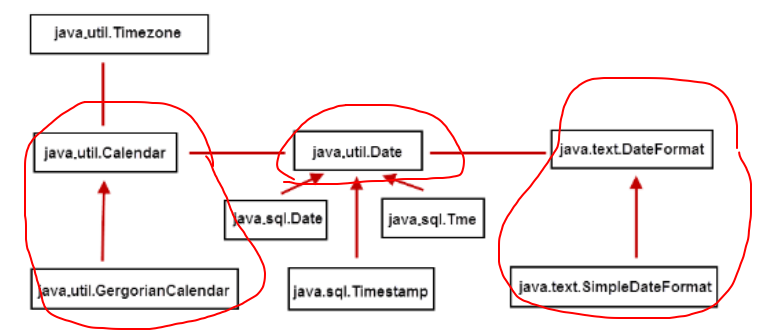 java.util.Timezone
java.util.Calendar
java.util.Date
java.text.DateFormat
java.sql.Date
java.sql.Tme
java.util.GergorianCalendar
java.sql.Timestamp
java.text.SimpleDateFormat